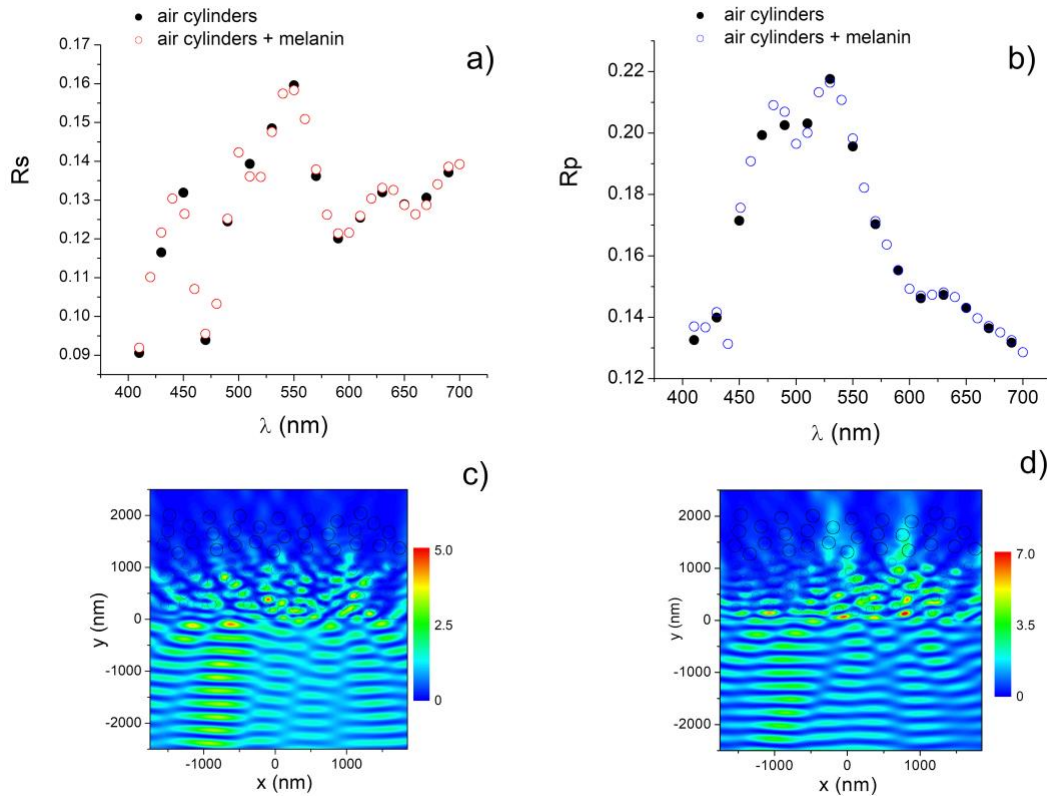 air cylinders
air cylinders + melanin
a)
Rs
0.17
0.16
0.15
0.14
0.13
0.12
0.11
0.10
0.09
400 450 500 550 600 650 700
λ (nm)
air cylinders
air cylinders + melanin
b)
Rp
0.22
0.20
0.18
0.16
0.14
0.12
400 450 500 550 600 650 700
λ (nm)
c)
y (nm)
2000
1000
0
-1000
-2000
-1000 0 1000
x (nm)
5.0
2.5
0
d)
y (nm)
2000
1000
0
-1000
-2000
-1000 0 1000
x (nm)
7.0
3.5
0